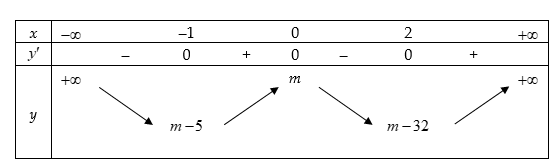 x −∞ −1 0 2 +∞
y′ − 0 + 0 − 0 +
+∞ m +∞
y
m−5 m−32